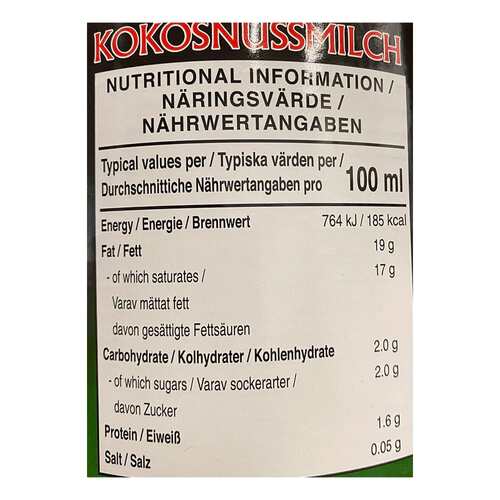 KOKOSNUSSMILCH
NUTRITIONAL INFORMATION /
NÄRINGSVÄRDE /
NÄHRWERTANGABEN
Typical values per / Typiska värden per /
Durchschnittliche Nährwertangaben pro 100 ml
Energy / Energie / Brennwert 764 kJ / 185 kcal
Fat / Fett 19 g
- of which saturates / 17 g
Varav mättat fett
davon gesättigte Fettsäuren
Carbohydrate / Kolhydrater / Kohlenhydrate 2.0 g
- of which sugars / Varav sockerarter / 2.0 g
davon Zucker
Protein / Eiweiß 1.6 g
Salt / Salz 0.05 g